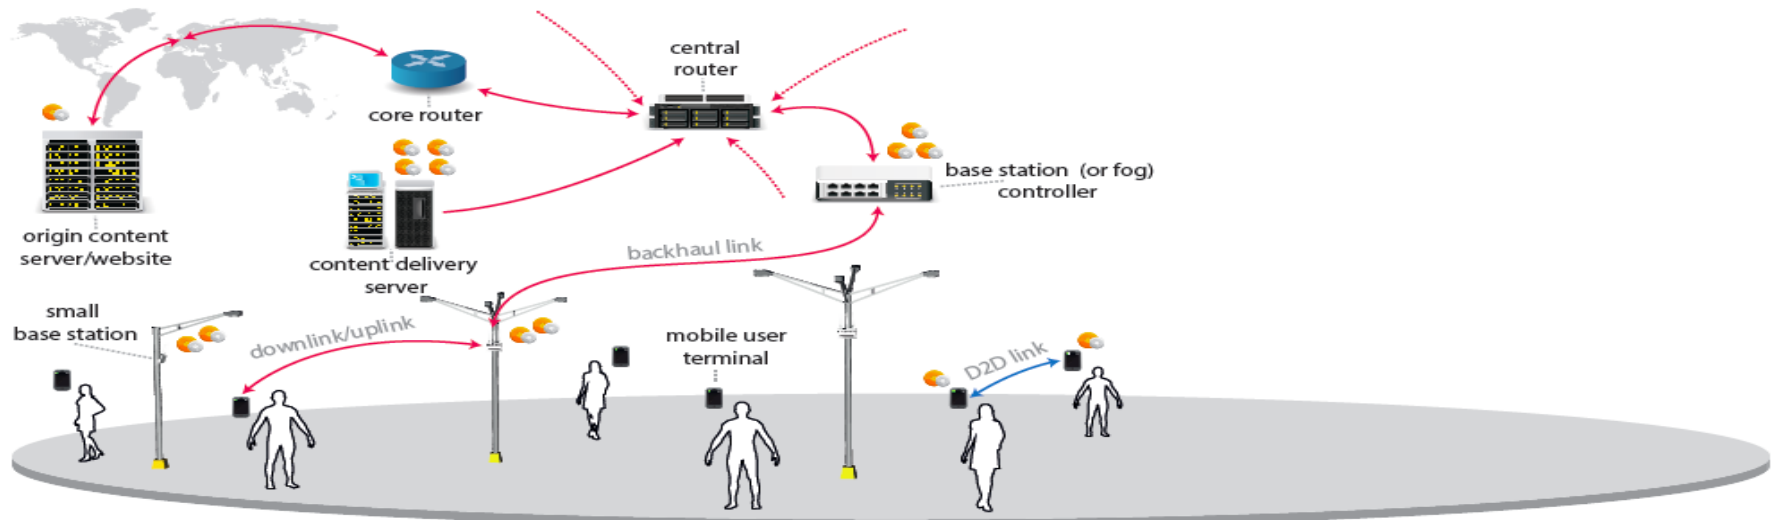 central
router
core router
base station  (or fog)
controller
origin content
server/website
content delivery
server
backhaul link
small
base station
downlink/uplink
mobile user
terminal
D2D link